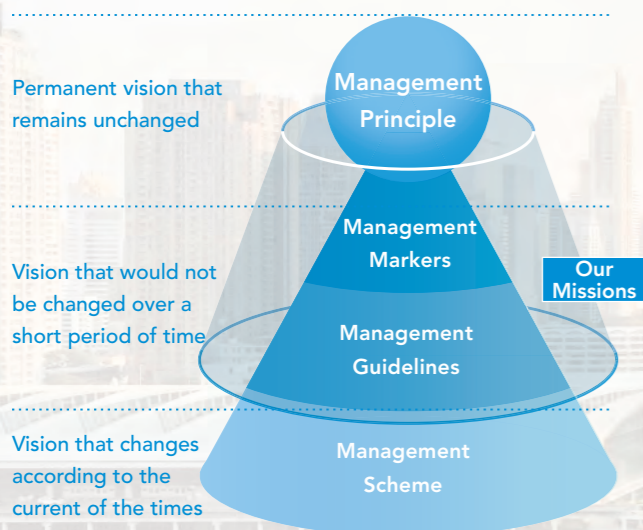 Management
Principle
Permanent vision that
remains unchanged
Management
Markers
Vision that would not
be changed over a
short period of time
Our
Missions
Management
Guidelines
Vision that changes
according to the
current of the times
Management
Scheme